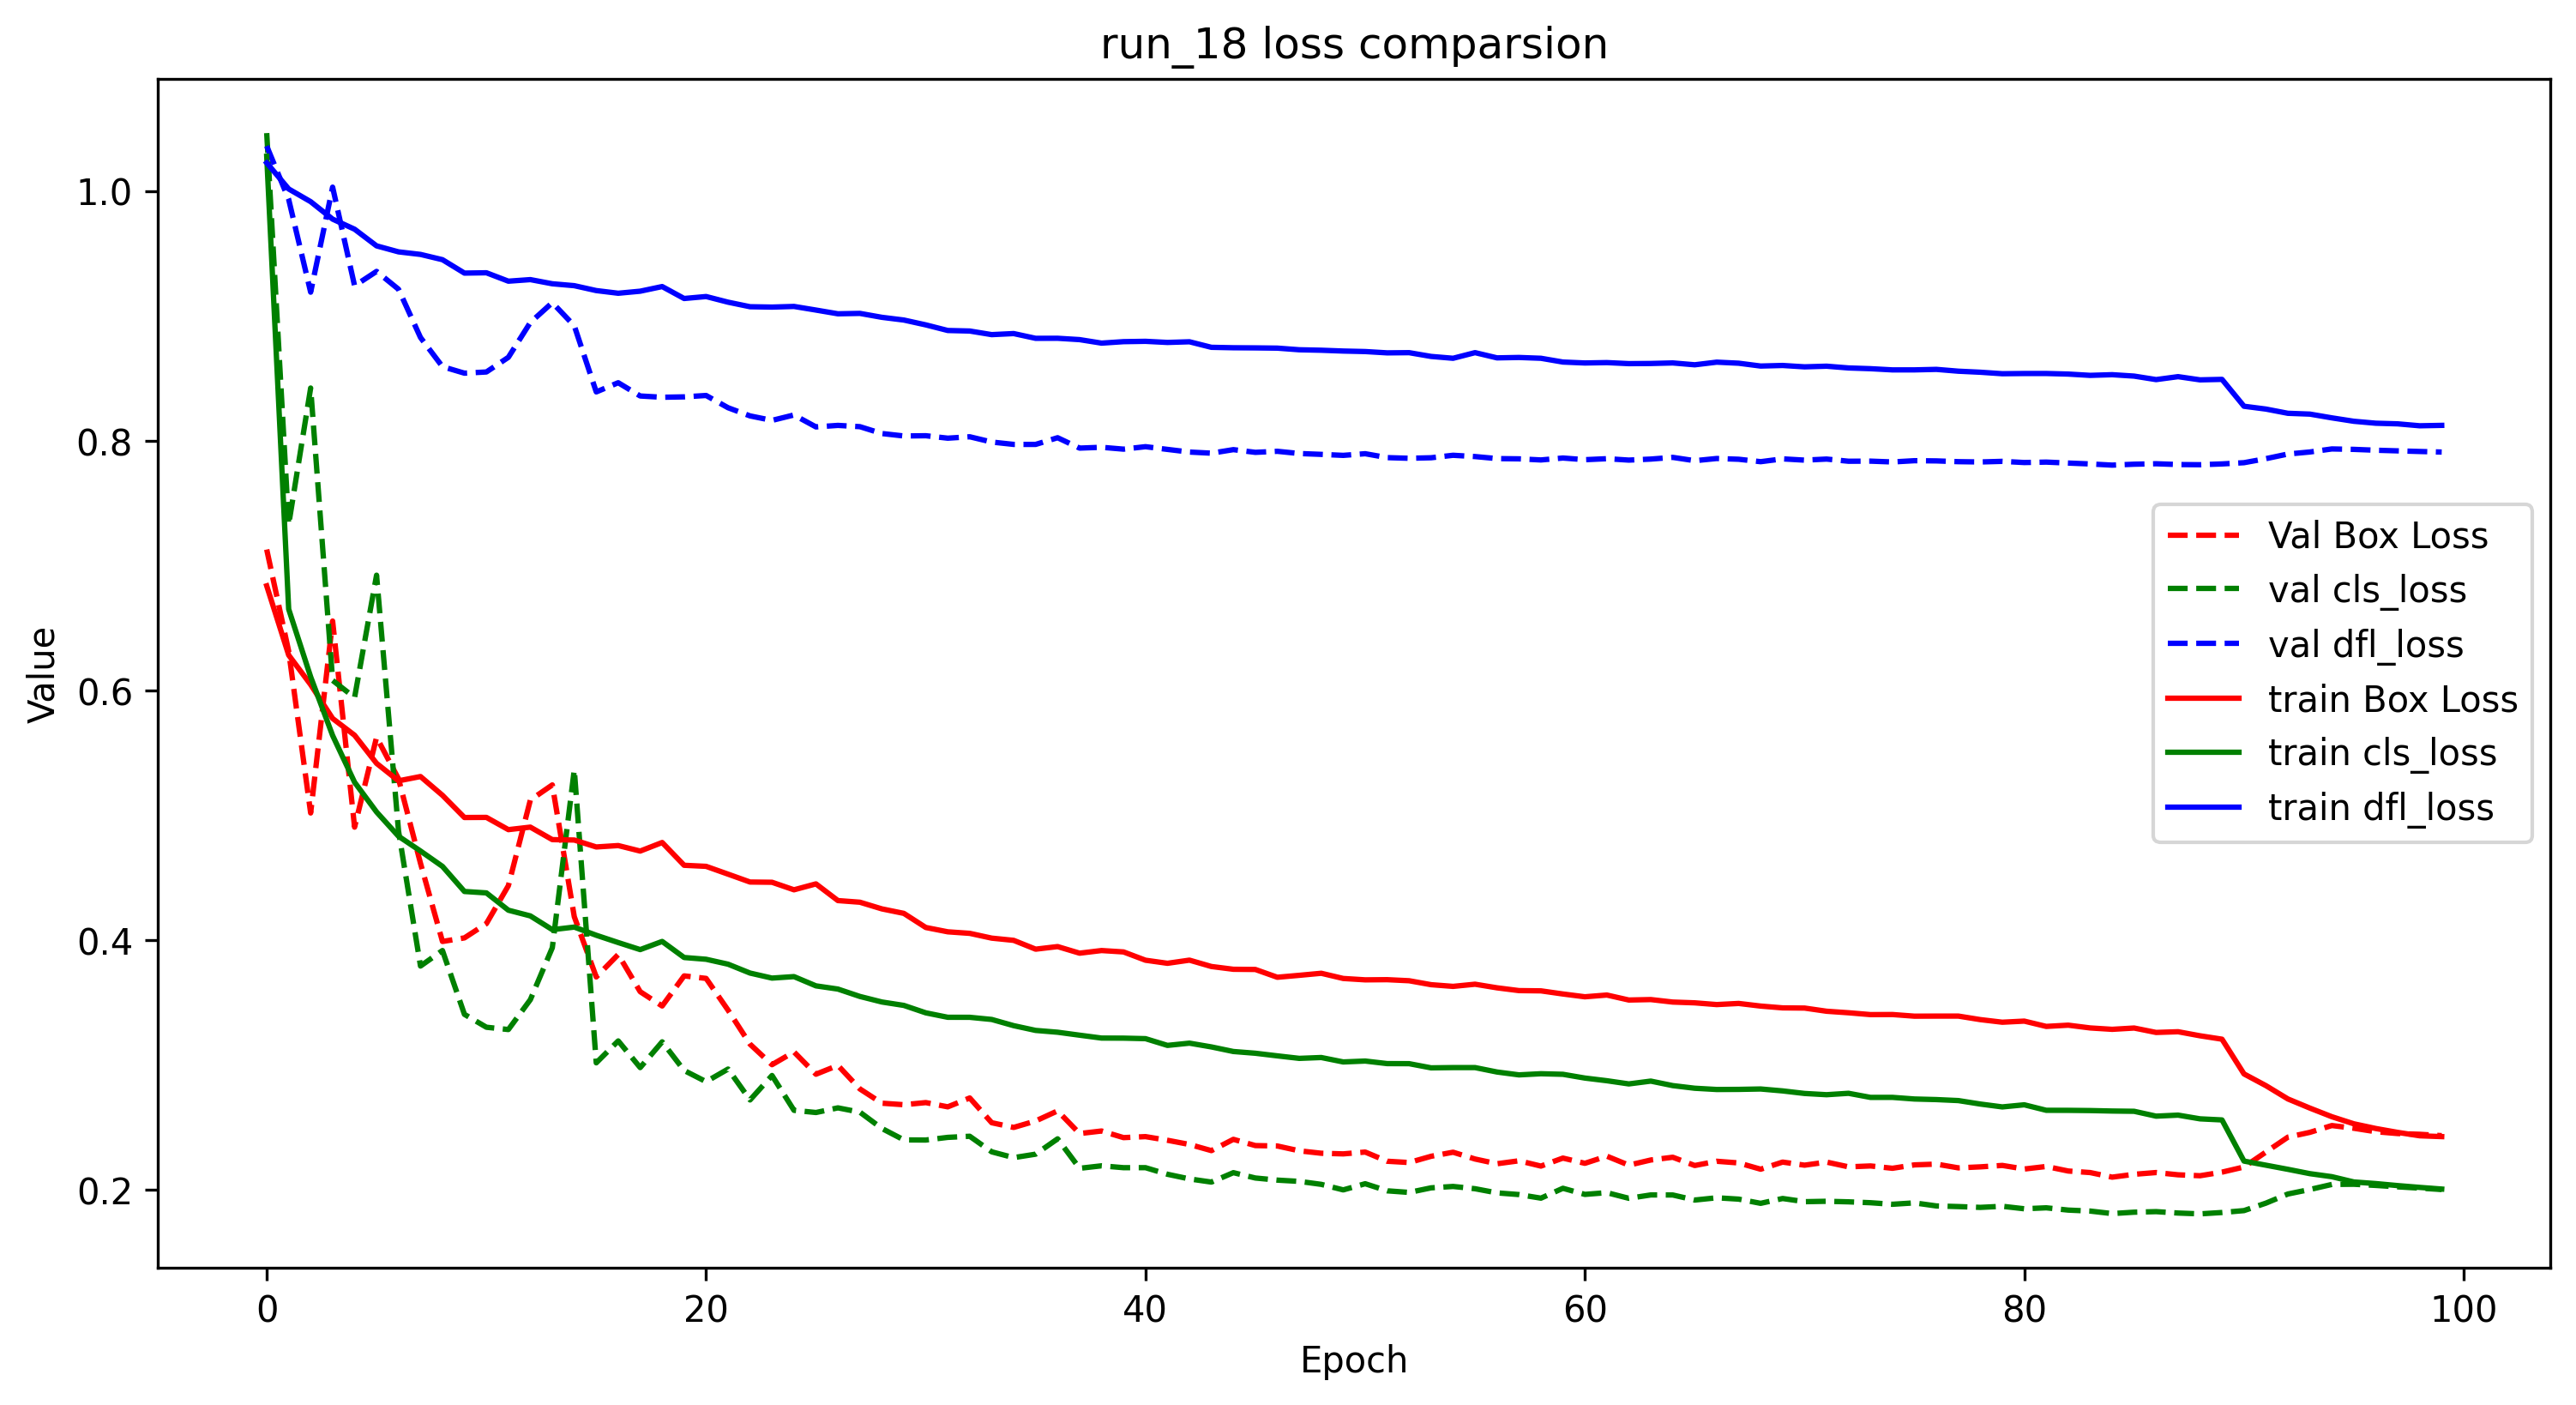 run_18 loss comparsion
Value
1.0
0.8
0.6
0.4
0.2
Val Box Loss
val cls_loss
val dfl_loss
train Box Loss
train cls_loss
train dfl_loss
0 20 40 60 80 100
Epoch